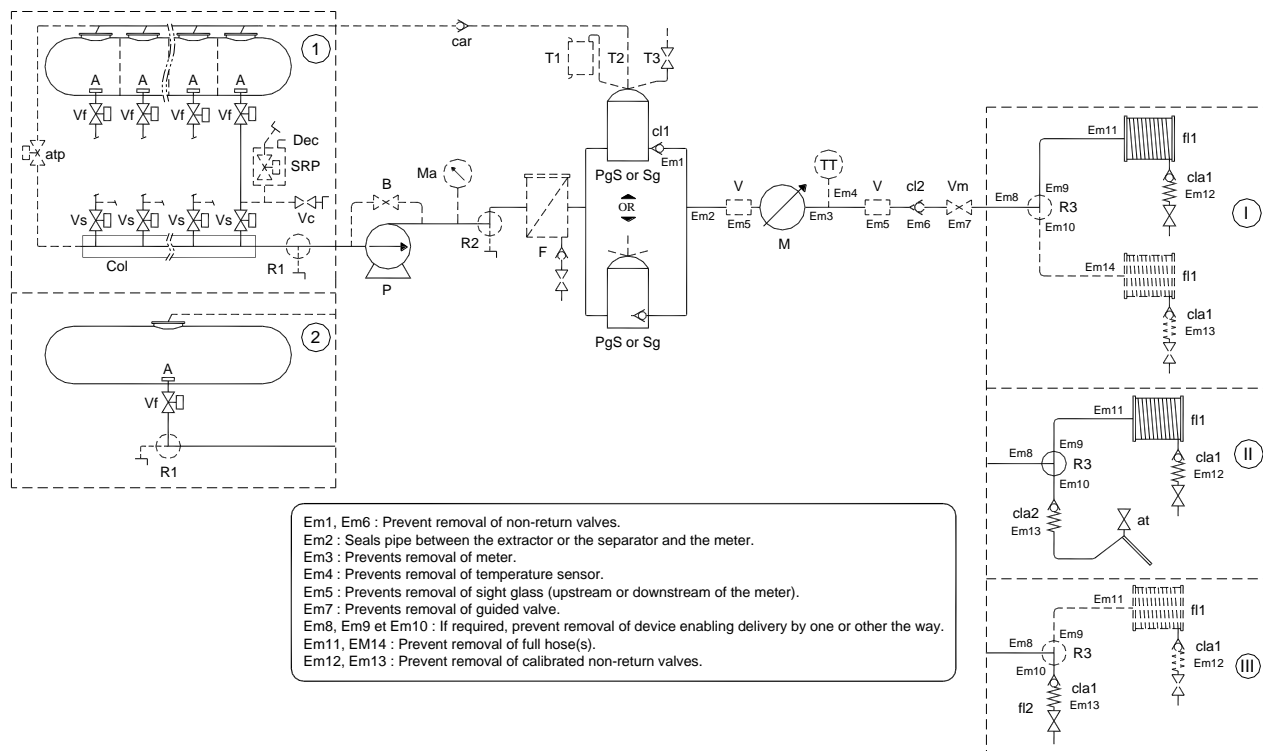 1
car
T1
T2
T3
A
A
A
A
Vf
Vf
Vf
Vf
atp
Dec
SRP
Vc
Vs
Vs
Vs
Vs
Col
R1
B
P
Ma
R2
F
cl1
Em1
PgS or Sg
OR
PgS or Sg
Em2
V
Em5
M
TT
Em4
Em3
V
Em5
cl2
Em6
Vm
Em7
Em8
Em9
R3
Em10
Em11
fl1
cla1
Em12
I
Em14
fl1
cla1
Em13
2
A
Vf
R1
Em11
fl1
Em9
Em8
R3
Em10
cla1
Em12
II
cla2
Em13
at
Em11
fl1
Em9
Em8
R3
Em10
cla1
Em12
III
cla1
Em13
fl2
Em1, Em6 : Prevent removal of non-return valves.
Em2 : Seals pipe between the extractor or the separator and the meter.
Em3 : Prevents removal of meter.
Em4 : Prevents removal of temperature sensor.
Em5 : Prevents removal of sight glass (upstream or downstream of the meter).
Em7 : Prevents removal of guided valve.
Em8, Em9 et Em10 : If required, prevent removal of device enabling delivery by one or other the way.
Em11, EM14 : Prevent removal of full hose(s).
Em12, Em13 : Prevent removal of calibrated non-return valves.